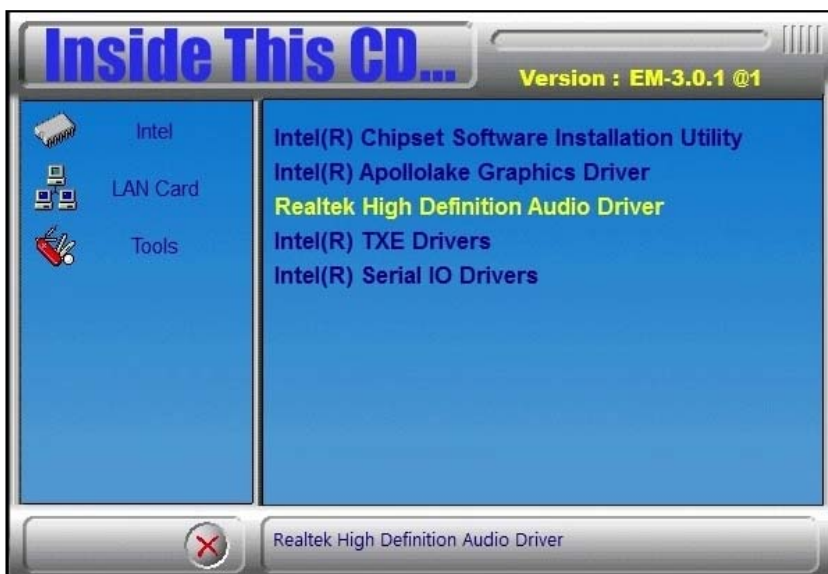 Inside This CD...
Version : EM-3.0.1 @1
Intel
LAN Card
Tools
Intel(R) Chipset Software Installation Utility
Intel(R) Apollolake Graphics Driver
Realtek High Definition Audio Driver
Intel(R) TXE Drivers
Intel(R) Serial IO Drivers
Realtek High Definition Audio Driver